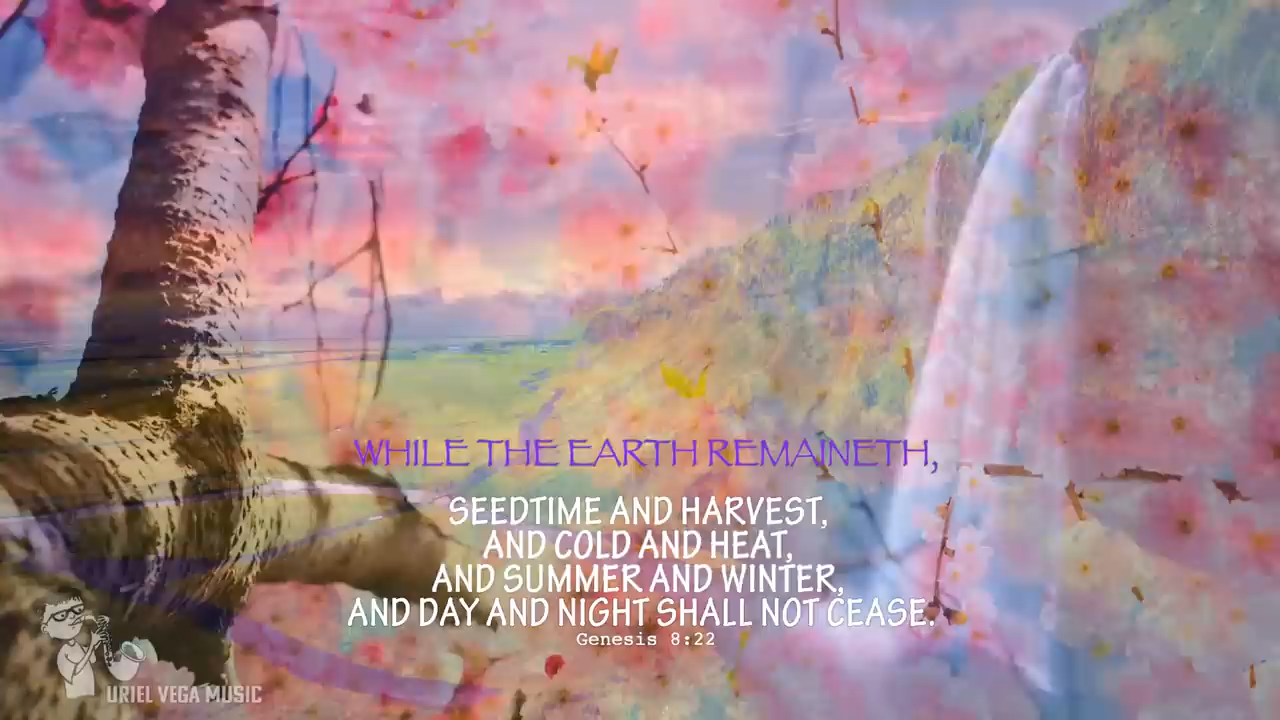 WHILE THE EARTH REMAINETH,
SEEDTIME AND HARVEST,
AND COLD AND HEAT,
AND SUMMER AND WINTER,
AND DAY AND NIGHT SHALL NOT CEASE.
Genesis 8:22
URIEL VEGA MUSIC